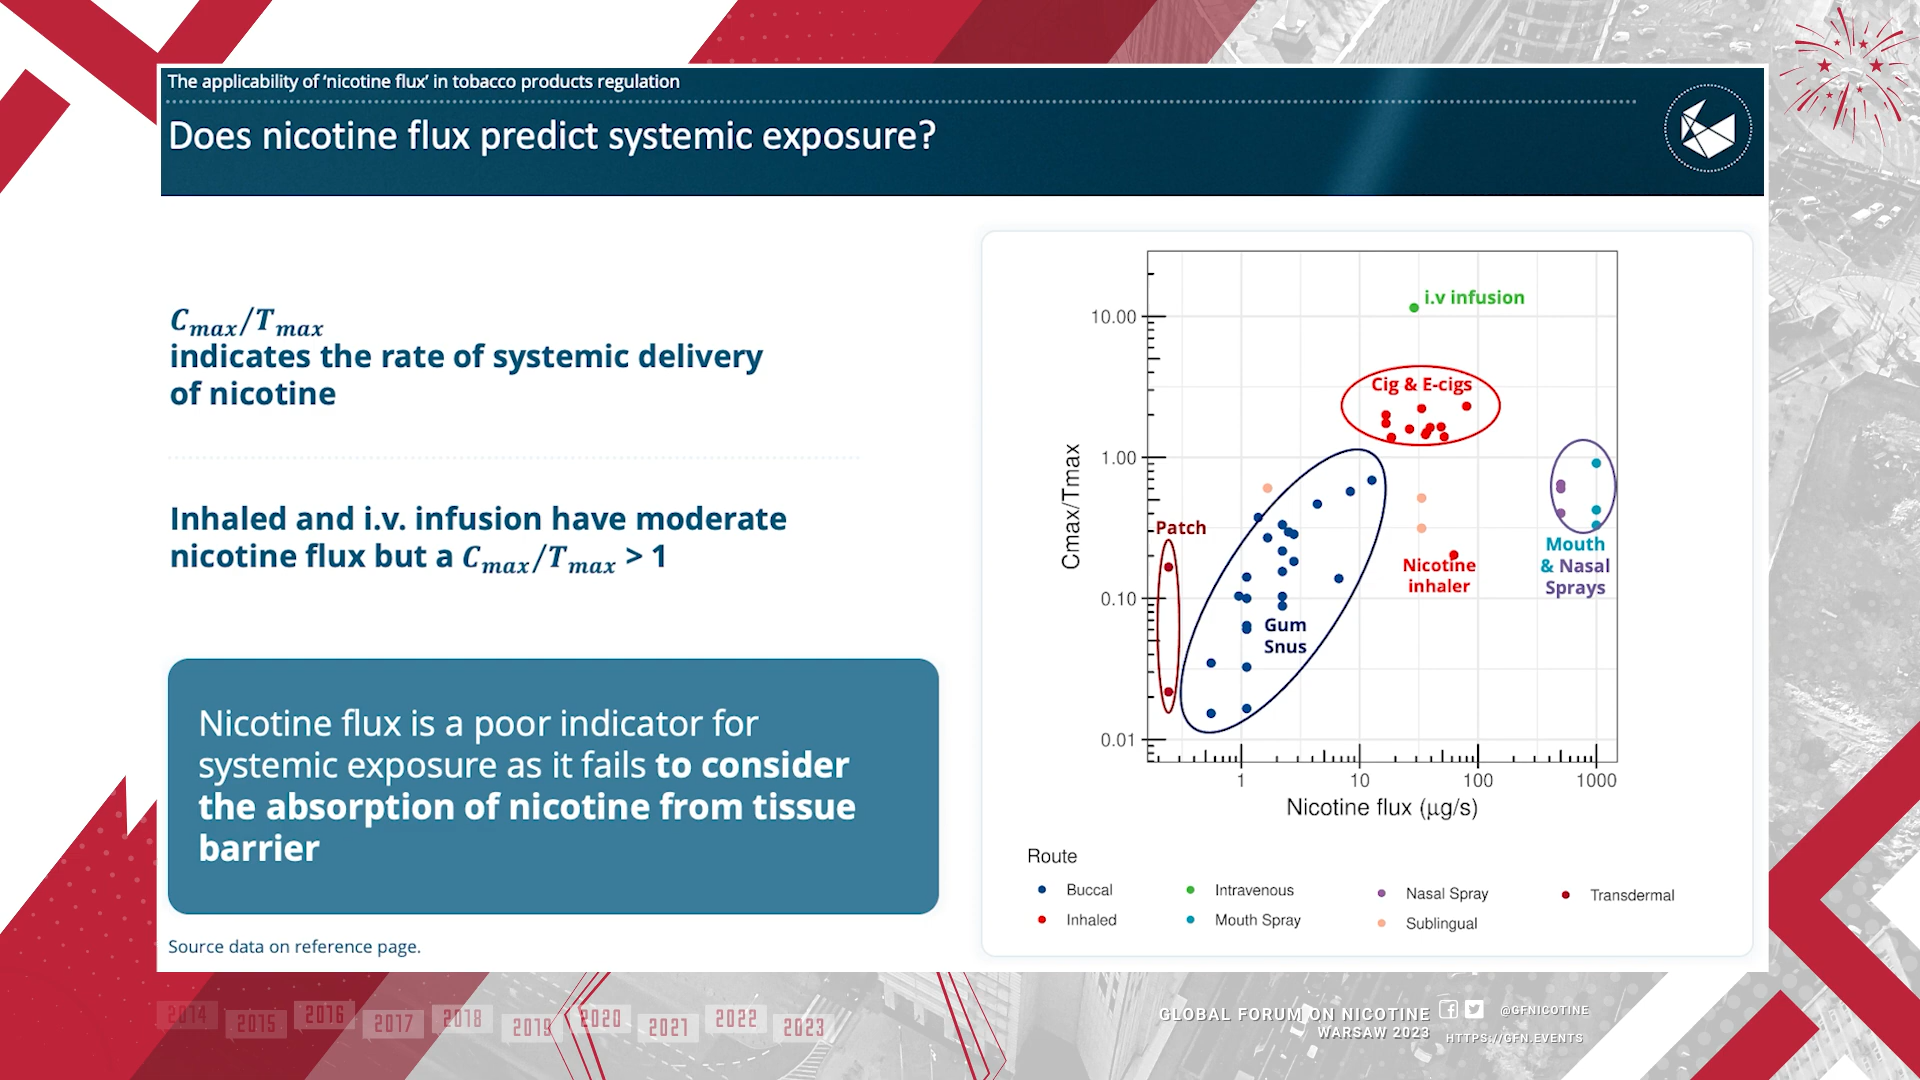 The applicability of ‘nicotine flux’ in tobacco products regulation
Does nicotine flux predict systemic exposure?
Cmax/Tmax
indicates the rate of systemic delivery
of nicotine
Inhaled and i.v. infusion have moderate
nicotine flux but a Cmax/Tmax > 1
Nicotine flux is a poor indicator for
systemic exposure as it fails to consider
the absorption of nicotine from tissue
barrier
Source data on reference page.
Cmax/Tmax
10.00
1.00
0.10
0.01
i.v infusion
Cig & E-cigs
Patch
Gum
Snus
Nicotine
inhaler
Mouth
& Nasal
Sprays
1 10 100 1000
Nicotine flux (µg/s)
Route
Buccal Intravenous Nasal Spray Transdermal
Inhaled Mouth Spray Sublingual
2014 2015 2016 2017 2018 2019 2020 2021 2022 2023
GLOBAL FORUM ON NICOTINE @GFNICOTINE
WARSAW 2023 HTTPS://GFN.EVENTS